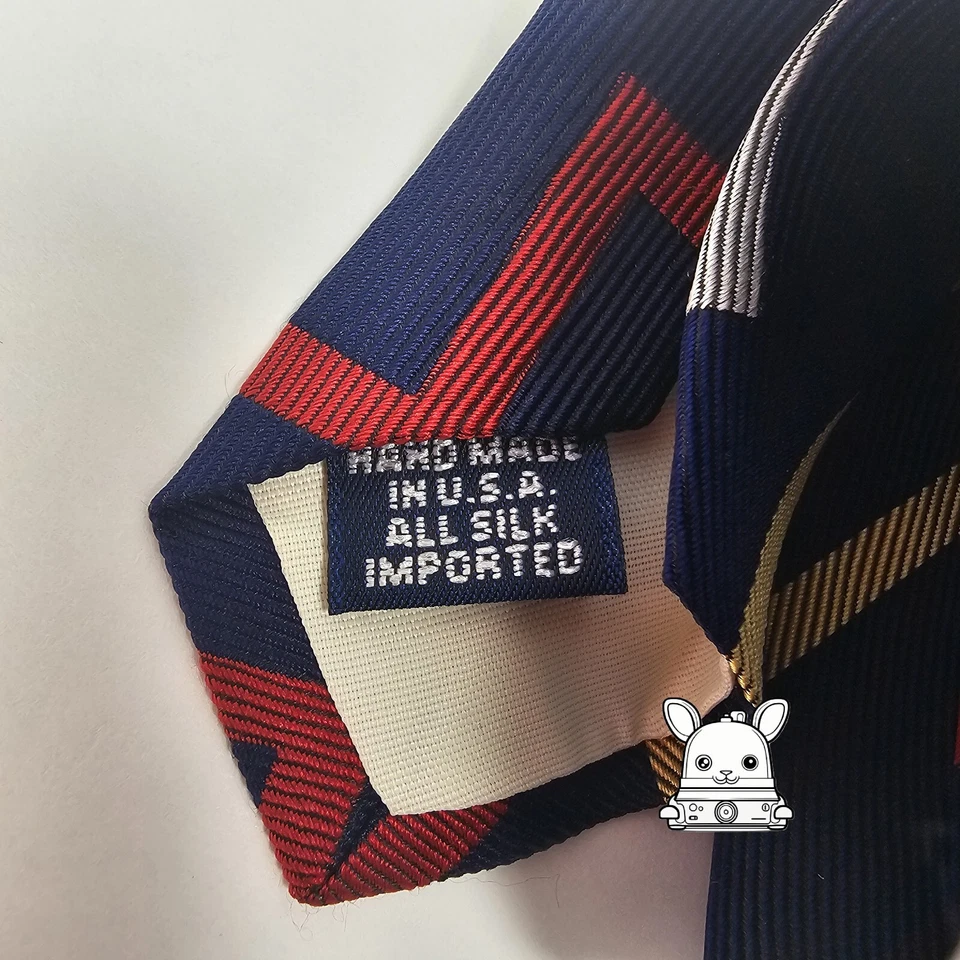 HAND MADE
IN U.S.A.
ALL SILK
IMPORTED